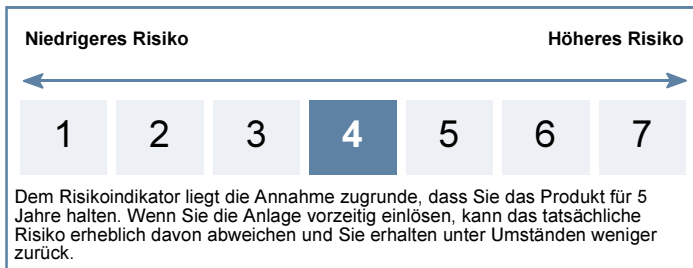 Niedrigeres Risiko Höheres Risiko
1 2 3 4 5 6 7
Dem Risikoindikator liegt die Annahme zugrunde, dass Sie das Produkt für 5
Jahre halten. Wenn Sie die Anlage vorzeitig einlösen, kann das tatsächliche
Risiko erheblich davon abweichen und Sie erhalten unter Umständen weniger
zurück.